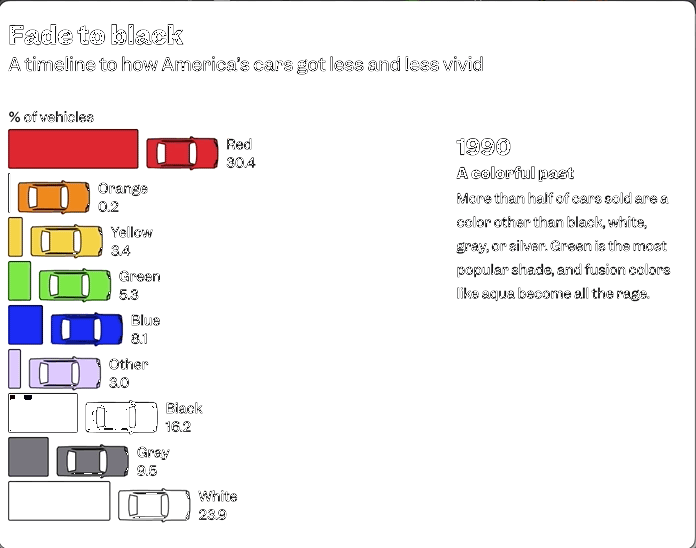 Fade to black
A timeline to how America's cars got less and less vivid
% of vehicles
Red
30.4
Orange
0.2
Yellow
3.4
Green
5.3
Blue
8.1
Other
3.0
Black
16.2
Gray
9.5
White
23.9
1990
A colorful past
More than half of cars sold are a
color other than black, white,
gray, or silver. Green is the most
popular shade, and fusion colors
like aqua become all the rage.